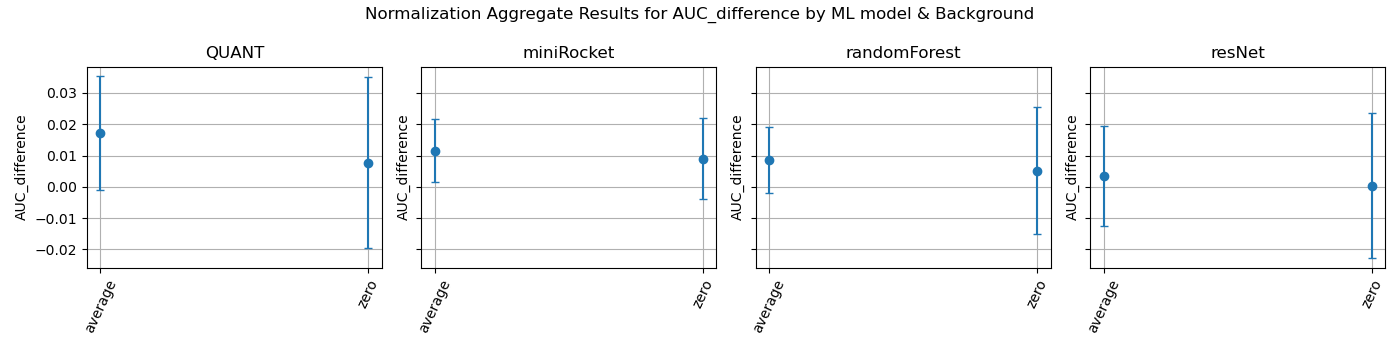 Normalization Aggregate Results for AUC_difference by ML model & Background
QUANT
miniRocket
randomForest
resNet
AUC_difference
0.03
0.02
0.01
0.00
−0.01
−0.02
AUC_difference
AUC_difference
AUC_difference
average
zero
average
zero
average
zero
average
zero